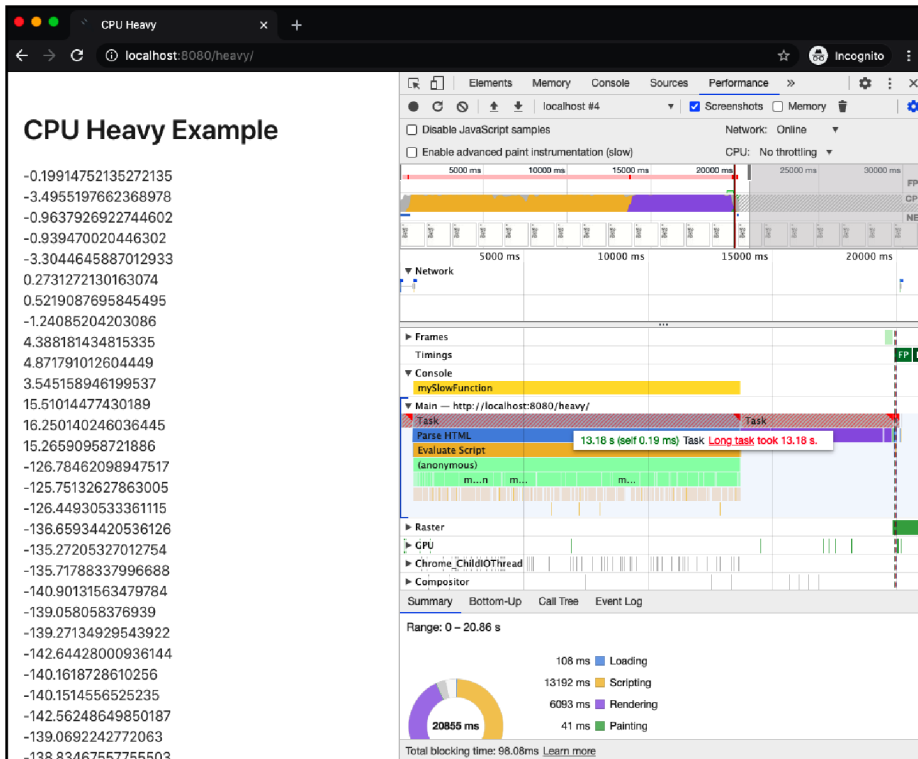 CPU Heavy
localhost:8080/heavy/
Incognito
CPU Heavy Example
-0.19914752135272135
-3.4955197662368978
-0.9637926922744602
-0.939470020446302
-3.3044645887012933
0.2731272130163074
0.5219087695845495
-1.24085204203086
4.388181434815335
4.871791012604449
3.545158946199537
15.51014477430189
16.250140246036445
15.265909587218​86
-126.78462098947517
-125.75132627863005
-126.44930533361115
-136.65934420536126
-135.27205327012754
-135.71788337996688
-140.90131563479784
-139.058058376939
-139.27134929543922
-142.64428000936144
-140.1618728610256
-140.1514556525235
-142.56248649850187
-139.0692242772063
-138.83467557755503
Elements Memory Console Sources Performance »
localhost #4 Screenshots Memory
Disable JavaScript samples Network: Online
Enable advanced paint instrumentation (slow) CPU: No throttling
5000 ms 10000 ms 15000 ms 20000 ms 25000 ms 30000 ms
FP
CP
NE
5000 ms 10000 ms 15000 ms 20000 ms
Network
Frames
Timings FP
Console
mySlowFunction
Main — http://localhost:8080/heavy/
Task Task
Parse HTML
13.18 s (self 0.19 ms) Task Long task took 13.18 s.
Evaluate Script
(anonymous)
m...n m... m...
Raster
GPU
Chrome_ChildIOThread
Compositor
Summary Bottom-Up Call Tree Event Log
Range: 0 – 20.86 s
108 ms Loading
13192 ms Scripting
6093 ms Rendering
41 ms Painting
20855 ms
Total blocking time: 98.08ms Learn more